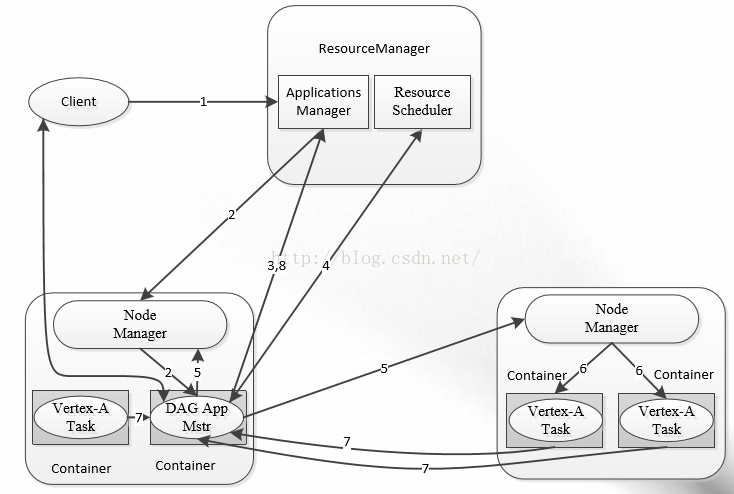 ResourceManager
Client
1
Applications
Manager
Resource
Scheduler
2
3,8
4
http://blog.csdn.net/
Node
Manager
2
5
5
Node
Manager
6
6
Container
Container
Vertex-A
Task
7
DAG App
Mstr
Vertex-A
Task
Vertex-A
Task
7
7
Container
Container